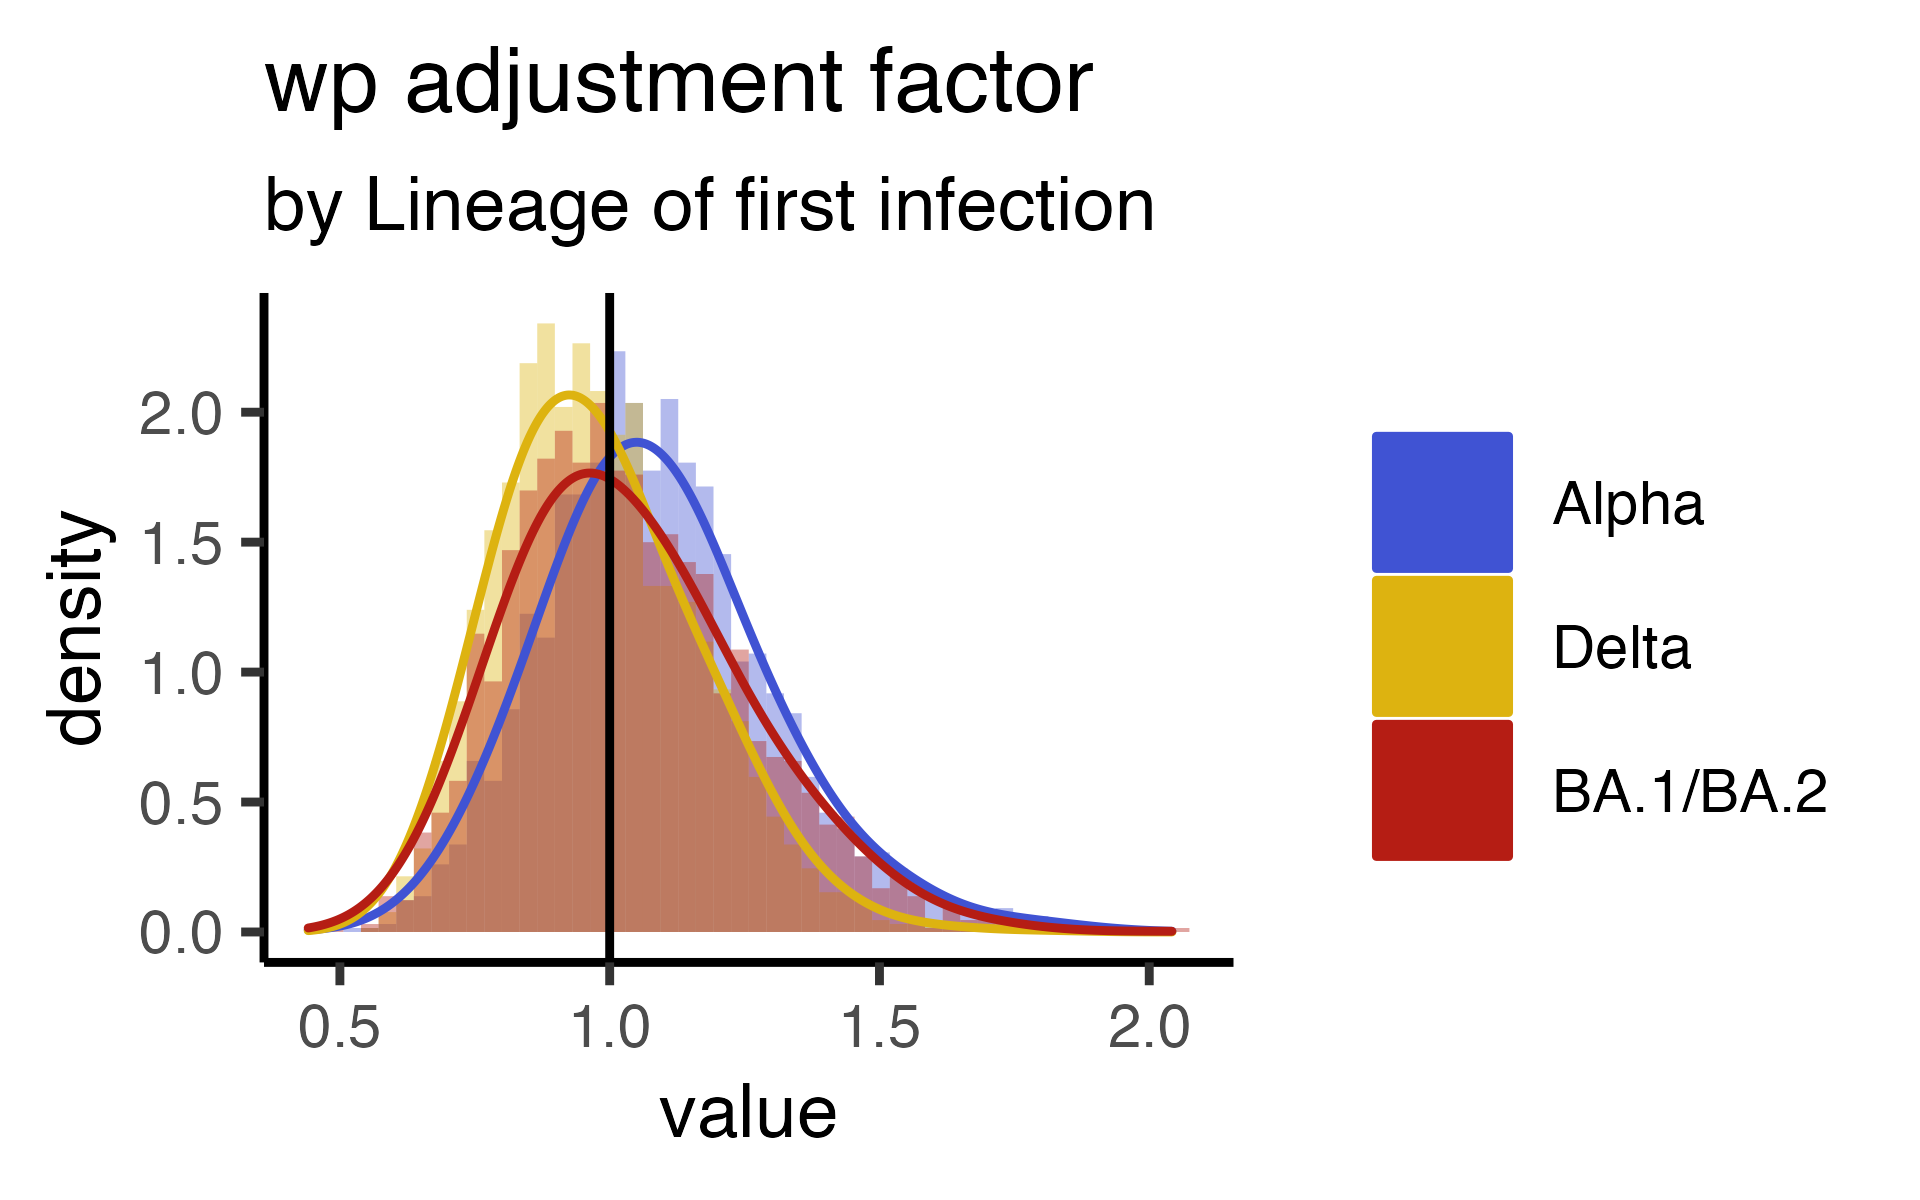 wp adjustment factor
by Lineage of first infection
density
2.0
1.5
1.0
0.5
0.0
0.5 1.0 1.5 2.0
value
Alpha
Delta
BA.1/BA.2